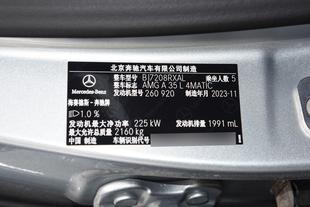 北京奔驰汽车有限公司制造
整车型号 BJ7208RXAL 乘坐人数 5
整车标志 AMG A 35 L 4MATIC
发动机型号 260 920 制造年月 2023-11
Mercedes-Benz
梅赛德斯-奔驰牌
1.0 %
发动机最大净功率 225 kW 发动机排量 1991 mL
最大允许总质量 2160 kg
中国 制造 车辆识别代号